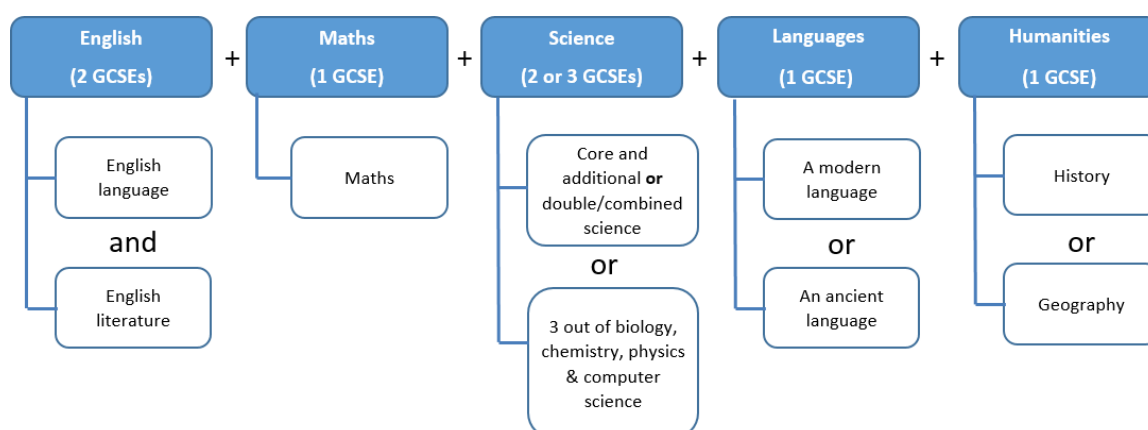 English
(2 GCSEs)
+
Maths
(1 GCSE)
+
Science
(2 or 3 GCSEs)
+
Languages
(1 GCSE)
+
Humanities
(1 GCSE)
English
language
and
English
literature
Maths
Core and
additional or
double/combined
science
or
3 out of biology,
chemistry, physics
& computer
science
A modern
language
or
An ancient
language
History
or
Geography